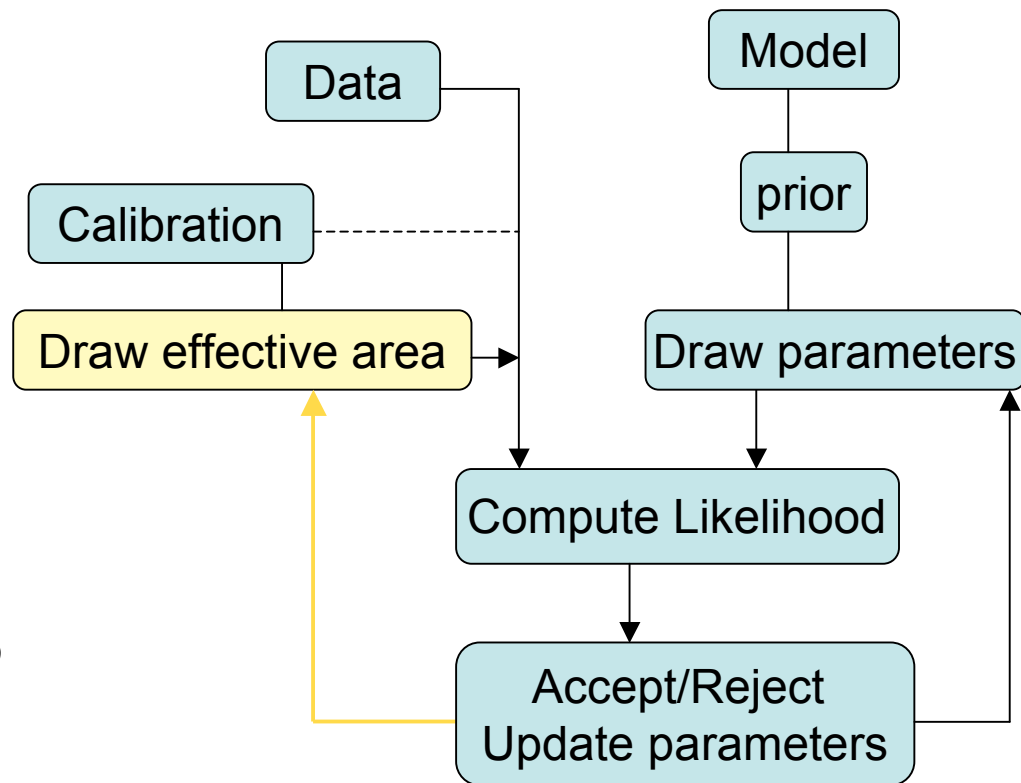 Model
Data
prior
Calibration
Draw effective area
Draw parameters
Compute Likelihood
Accept/Reject
Update parameters